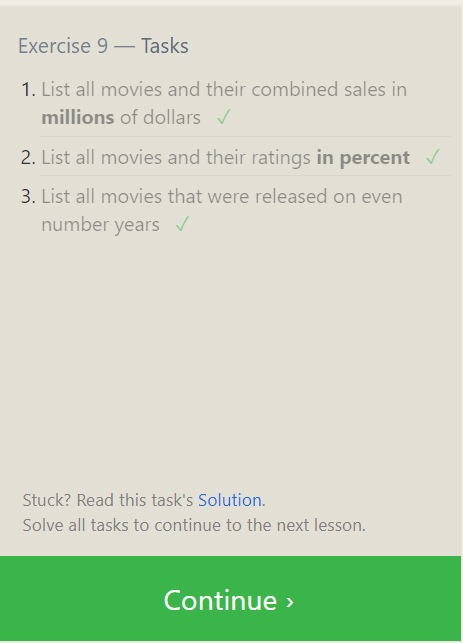 Exercise 9 — Tasks
1. List all movies and their combined sales in
millions of dollars ✓
2. List all movies and their ratings in percent ✓
3. List all movies that were released on even
number years ✓
Stuck? Read this task's Solution.
Solve all tasks to continue to the next lesson.
Continue ›